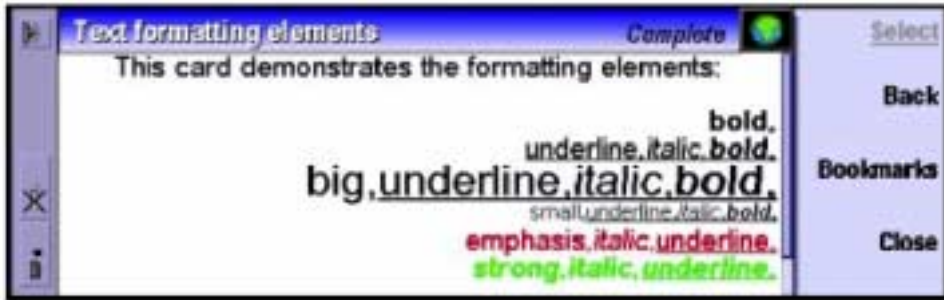 Text formatting elements Complete
This card demonstrates the formatting elements:
bold,
underline,italic,bold,
big,underline,italic,bold,
small,underline,italic,bold,
emphasis,italic,underline,
strong,italic,underline,
Select
Back
Bookmarks
Close